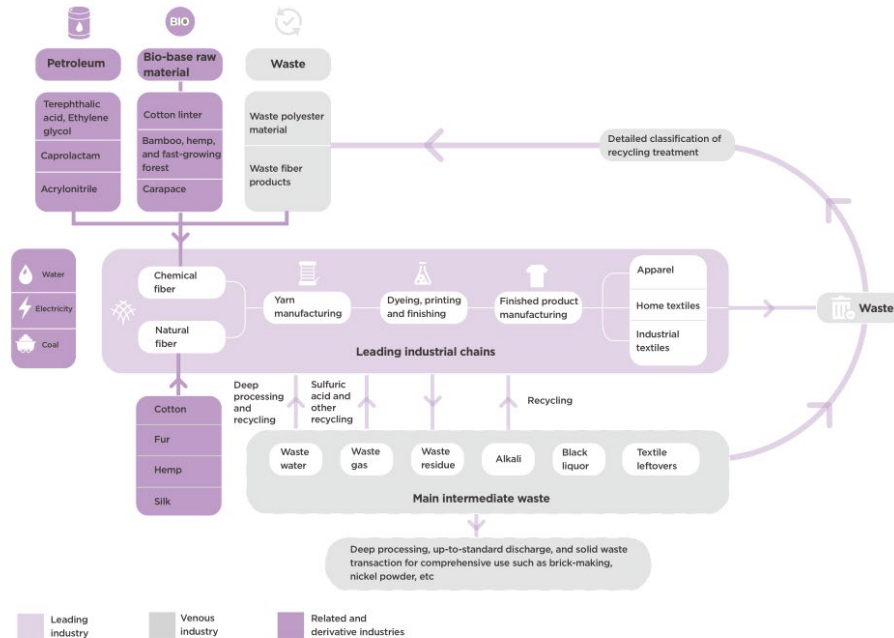 BIO
Petroleum
Bio-base raw
material
Waste
Terephthalic
acid, Ethylene
glycol
Caprolactam
Acrylonitrile
Cotton linter
Bamboo, hemp,
and fast-growing
forest
Carapace
Waste polyester
material
Waste fiber
products
Detailed classification of
recycling treatment
Water
Electricity
Coal
Chemical
fiber
Natural
fiber
Yarn
manufacturing
Dyeing, printing
and finishing
Finished product
manufacturing
Apparel
Home textiles
Industrial
textiles
Leading industrial chains
Waste
Cotton
Fur
Hemp
Silk
Deep
processing
and
recycling
Sulfuric
acid and
other
recycling
Recycling
Waste
water
Waste
gas
Waste
residue
Alkali
Black
liquor
Textile
leftovers
Main intermediate waste
Deep processing, up-to-standard discharge, and solid waste
transaction for comprehensive use such as brick-making,
nickel powder, etc
Leading
industry
Venous
industry
Related and
derivative industries